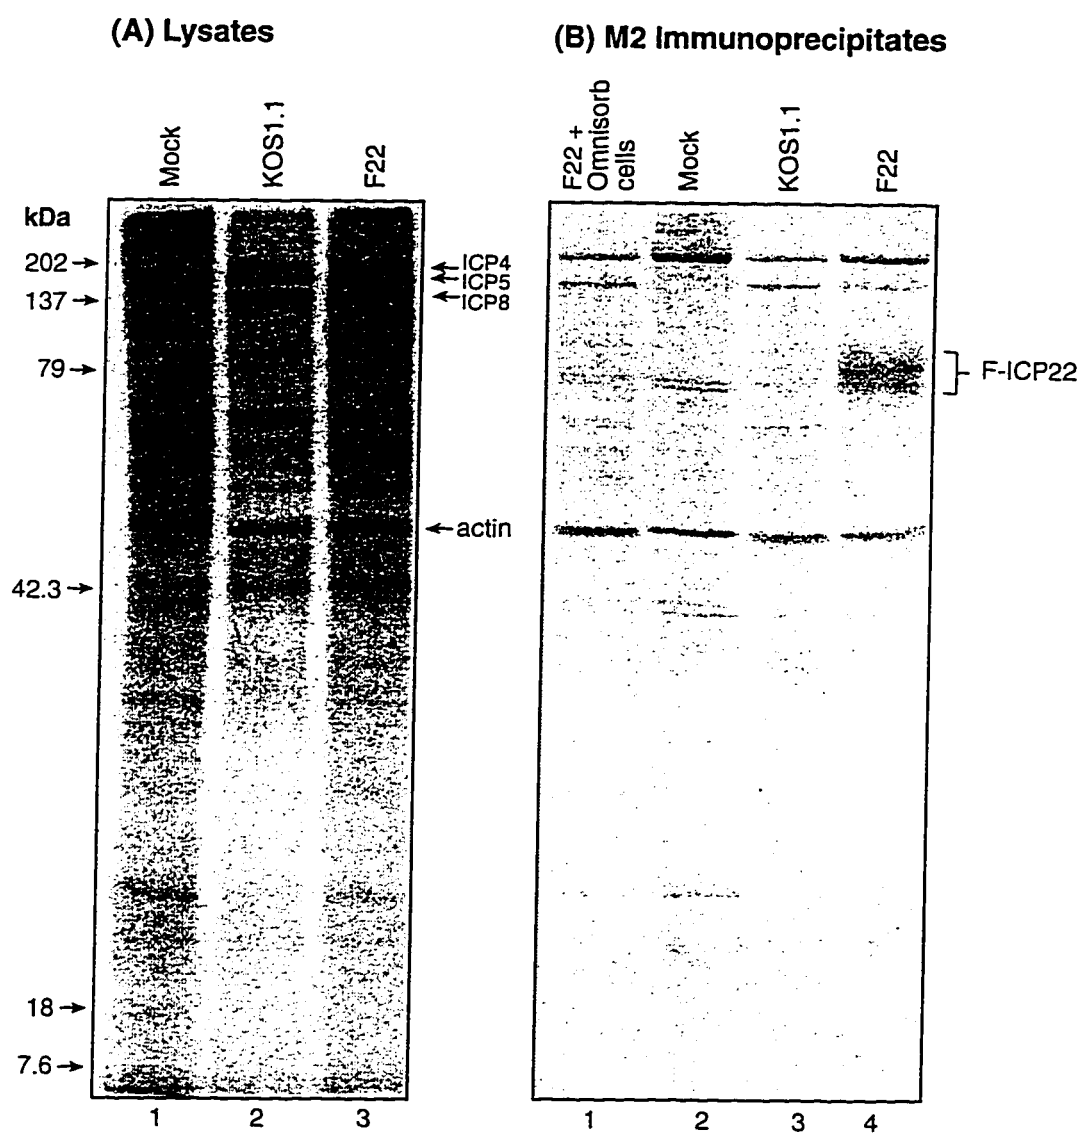 (A) Lysates
(B) M2 Immunoprecipitates
Mock
KOS1.1
F22
F22 +
Omnisorb
cells
Mock
KOS1.1
F22
kDa
202
137
79
42.3
18
7.6
ICP4
ICP5
ICP8
actin
F-ICP22
1 2 3
1 2 3 4